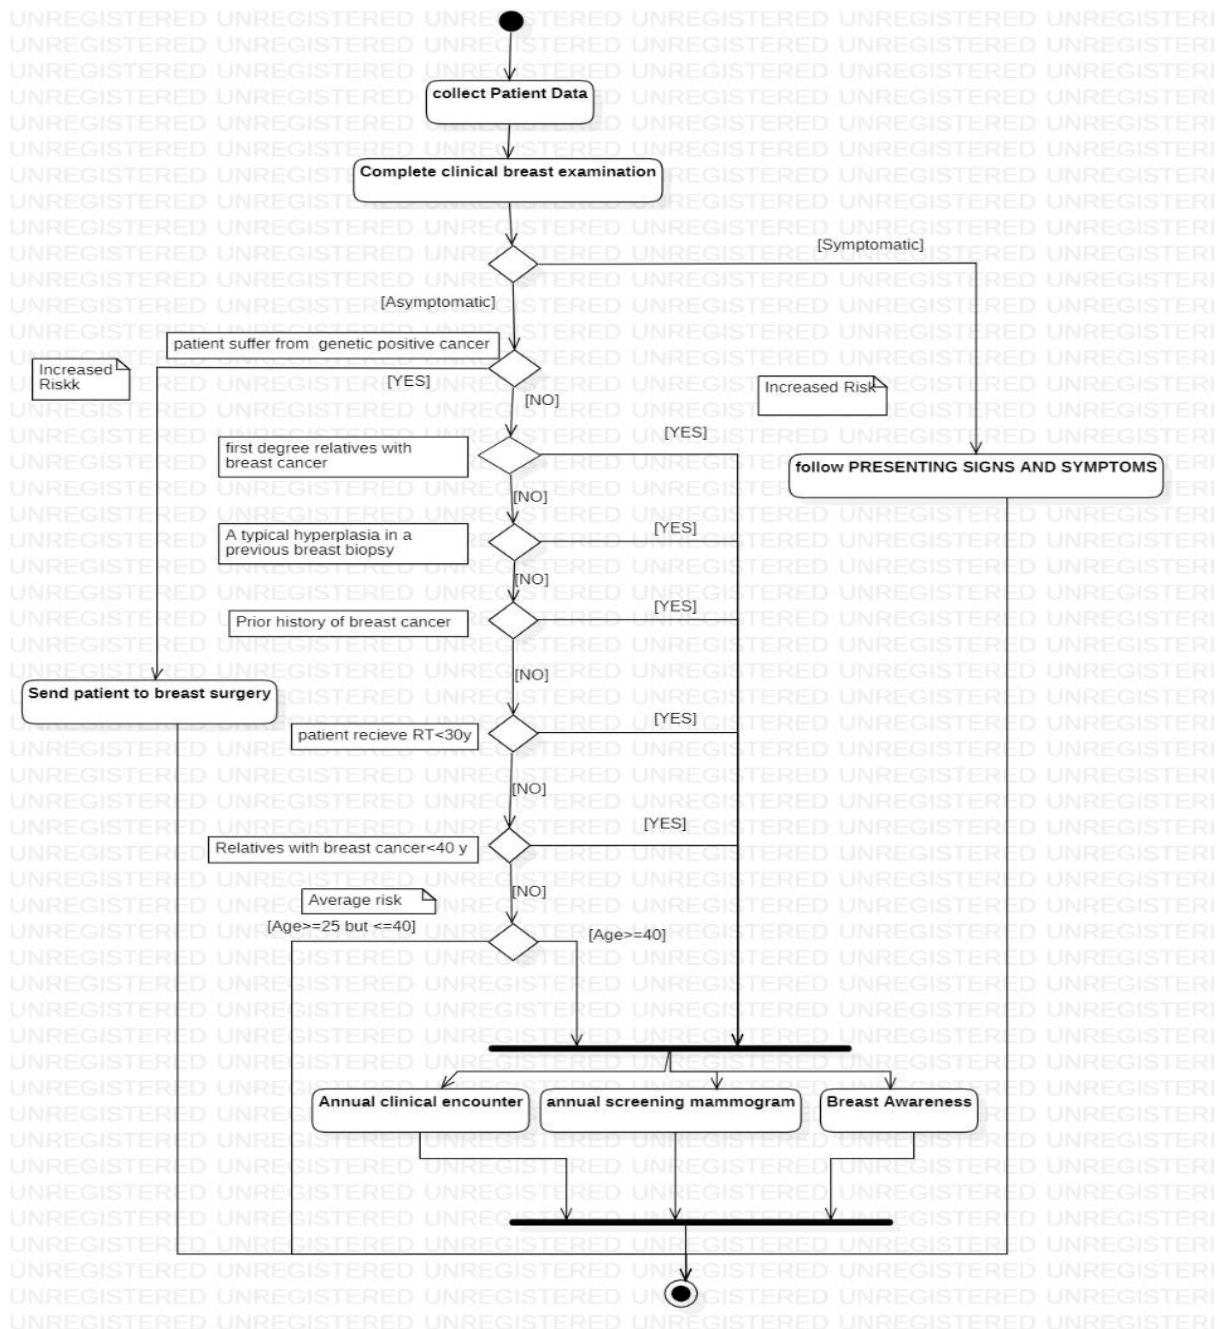 collect Patient Data
Complete clinical breast examination
[Symptomatic]
[Asymptomatic]
patient suffer from genetic positive cancer
Increased
Riskk
[YES]
[NO]
Increased Risk
[YES]
first degree relatives with
breast cancer
follow PRESENTING SIGNS AND SYMPTOMS
[NO]
A typical hyperplasia in a
previous breast biopsy
[YES]
[NO]
[YES]
Prior history of breast cancer
[NO]
Send patient to breast surgery
[YES]
patient recieve RT<30y
[NO]
[YES]
Relatives with breast cancer<40 y
[NO]
Average risk
[Age>=25 but <=40]
[Age>=40]
Annual clinical encounter
annual screening mammogram
Breast Awareness
UNREGISTERED